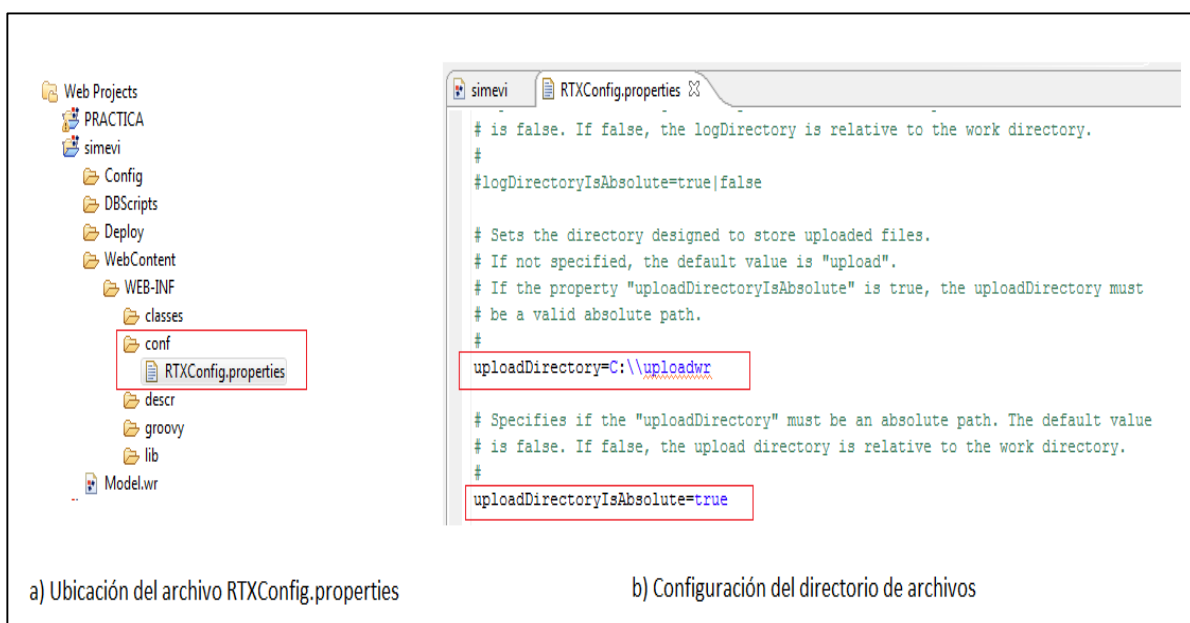 Web Projects
PRACTICA
simevi
Config
DBScripts
Deploy
WebContent
WEB-INF
classes
conf
RTXConfig.properties
descr
groovy
lib
Model.wr
simevi
RTXConfig.properties
# is false. If false, the logDirectory is relative to the work directory.
#
#logDirectoryIsAbsolute=true|false
# Sets the directory designed to store uploaded files.
# If not specified, the default value is "upload".
# If the property "uploadDirectoryIsAbsolute" is true, the uploadDirectory must
# be a valid absolute path.
#
uploadDirectory=C:\\uploadwr
# Specifies if the "uploadDirectory" must be an absolute path. The default value
# is false. If false, the upload directory is relative to the work directory.
#
uploadDirectoryIsAbsolute=true
a) Ubicación del archivo RTXConfig.properties
b) Configuración del directorio de archivos